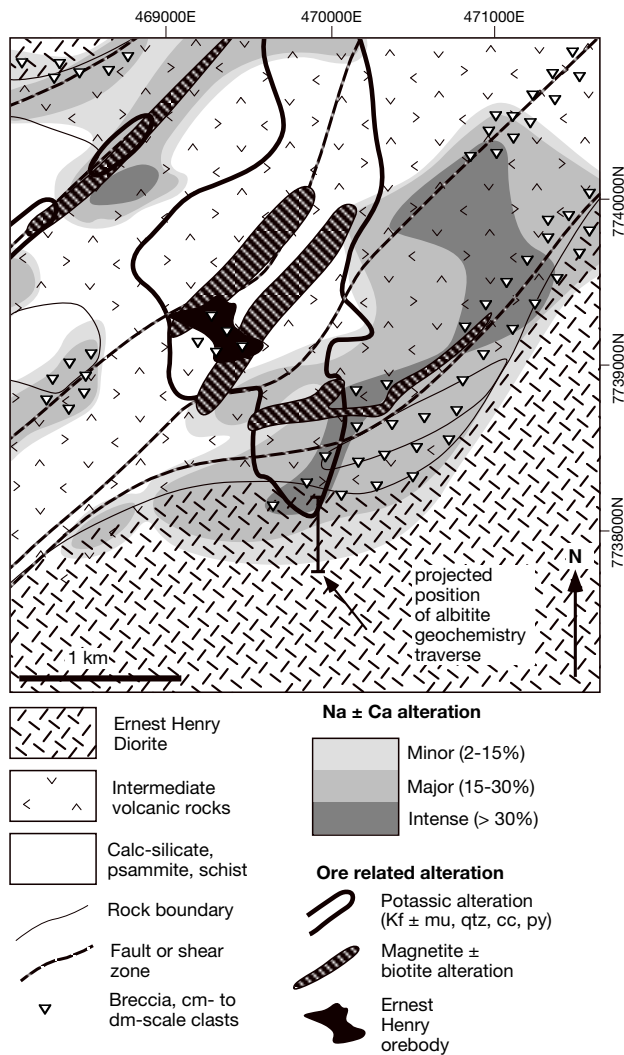 469000E
470000E
471000E
7740000N
7739000N
7738000N
N
projected
position
of albitite
geochemistry
traverse
1 km
Ernest Henry
Diorite
Intermediate
volcanic rocks
Calc-silicate,
psammite, schist
Rock boundary
Fault or shear
zone
Breccia, cm- to
dm-scale clasts
Na ± Ca alteration
Minor (2-15%)
Major (15-30%)
Intense (> 30%)
Ore related alteration
Potassic alteration
(Kf ± mu, qtz, cc, py)
Magnetite ±
biotite alteration
Ernest
Henry
orebody